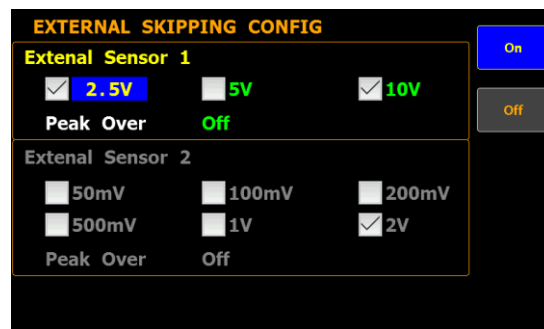 EXTERNAL SKIPPING CONFIG
Extenal Sensor 1
2.5V 5V 10V
Peak Over Off
Extenal Sensor 2
50mV 100mV 200mV
500mV 1V 2V
Peak Over Off
On
Off